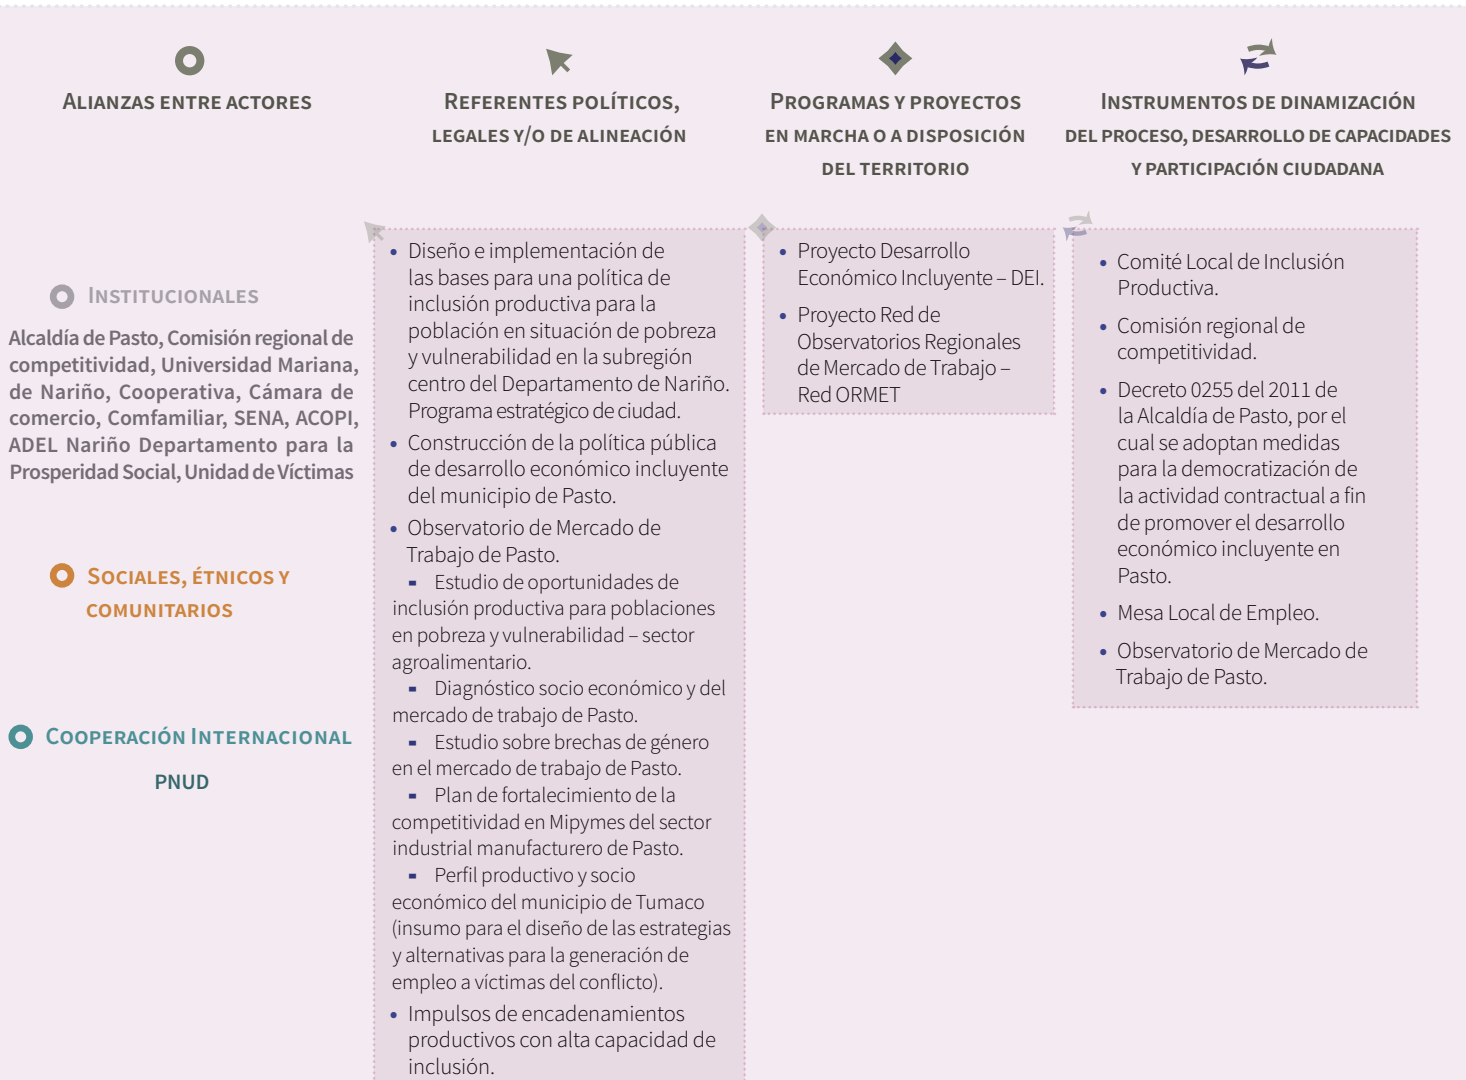 ALIANZAS ENTRE ACTORES
REFERENTES POLÍTICOS,
LEGALES Y/O DE ALINEACIÓN
PROGRAMAS Y PROYECTOS
EN MARCHA O A DISPOSICIÓN
DEL TERRITORIO
INSTRUMENTOS DE DINAMIZACIÓN
DEL PROCESO, DESARROLLO DE CAPACIDADES
Y PARTICIPACIÓN CIUDADANA
INSTITUCIONALES
Alcaldía de Pasto, Comisión regional de
competitividad, Universidad Mariana,
de Nariño, Cooperativa, Cámara de
comercio, Comfamiliar, SENA, ACOPI,
ADEL Nariño Departamento para la
Prosperidad Social, Unidad de Víctimas
SOCIALES, ÉTNICOS Y
COMUNITARIOS
COOPERACIÓN INTERNACIONAL
PNUD
• Diseño e implementación de
las bases para una política de
inclusión productiva para la
población en situación de pobreza
y vulnerabilidad en la subregión
centro del Departamento de Nariño.
Programa estratégico de ciudad.
• Construcción de la política pública
de desarrollo económico incluyente
del municipio de Pasto.
• Observatorio de Mercado de
Trabajo de Pasto.
- Estudio de oportunidades de
inclusión productiva para poblaciones
en pobreza y vulnerabilidad – sector
agroalimentario.
- Diagnóstico socio económico y del
mercado de trabajo de Pasto.
- Estudio sobre brechas de género
en el mercado de trabajo de Pasto.
- Plan de fortalecimiento de la
competitividad en Mipymes del sector
industrial manufacturero de Pasto.
- Perfil productivo y socio
económico del municipio de Tumaco
(insumo para el diseño de las estrategias
y alternativas para la generación de
empleo a víctimas del conflicto).
• Impulsos de encadenamientos
productivos con alta capacidad de
inclusión.
• Proyecto Desarrollo
Económico Incluyente – DEI.
• Proyecto Red de
Observatorios Regionales
de Mercado de Trabajo –
Red ORMET
• Comité Local de Inclusión
Productiva.
• Comisión regional de
competitividad.
• Decreto 0255 del 2011 de
la Alcaldía de Pasto, por el
cual se adoptan medidas
para la democratización de
la actividad contractual a fin
de promover el desarrollo
económico incluyente en
Pasto.
• Mesa Local de Empleo.
• Observatorio de Mercado de
Trabajo de Pasto.